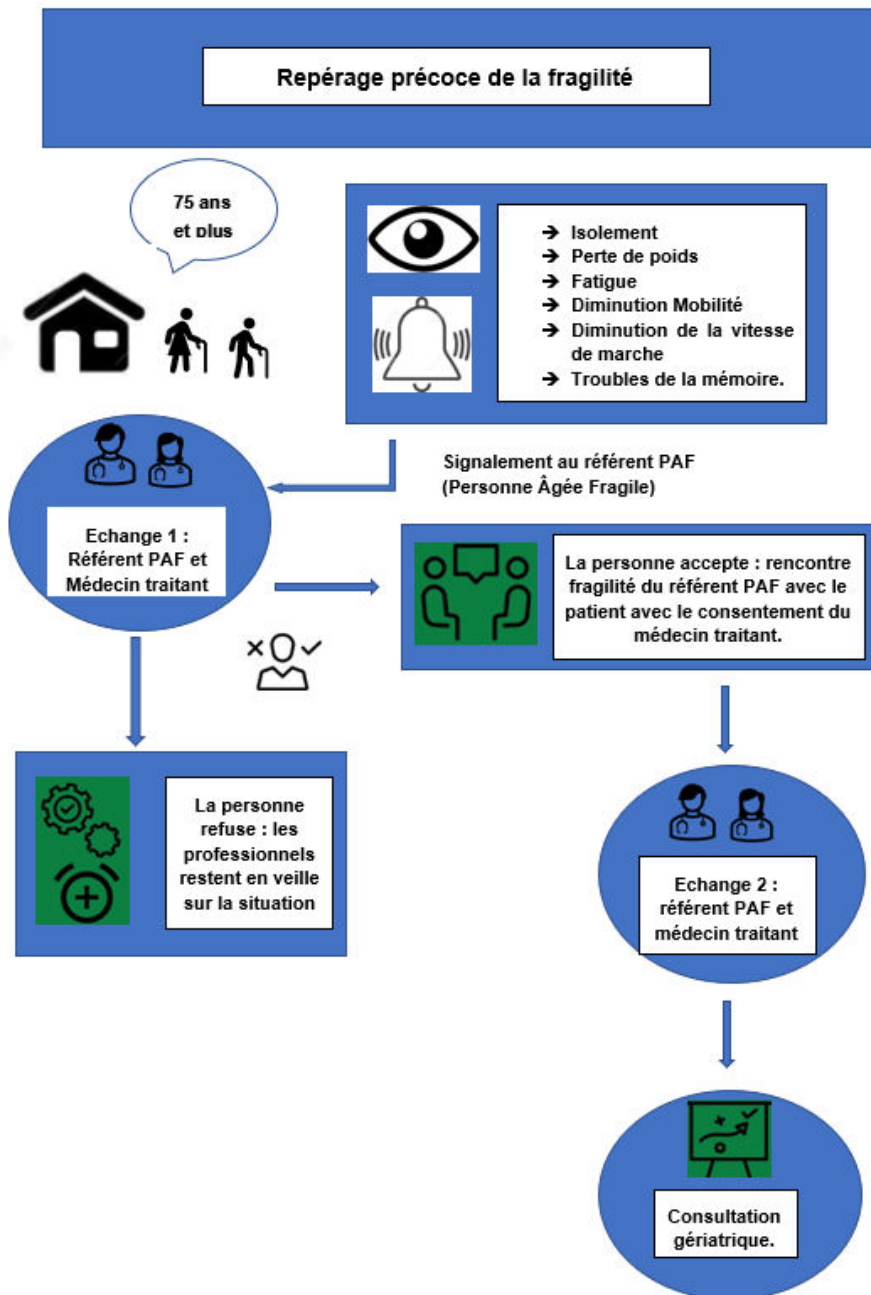 Repérage précoce de la fragilité
75 ans
et plus
➔ Isolement
➔ Perte de poids
➔ Fatigue
➔ Diminution Mobilité
➔ Diminution de la vitesse
de marche
➔ Troubles de la mémoire.
Signalement au référent PAF
(Personne Âgée Fragile)
Echange 1 :
Référent PAF et
Médecin traitant
La personne accepte : rencontre
fragilité du référent PAF avec le
patient avec le consentement du
médecin traitant.
La personne
refuse : les
professionnels
restent en veille
sur la situation
Echange 2 :
référent PAF et
médecin traitant
Consultation
gériatrique.